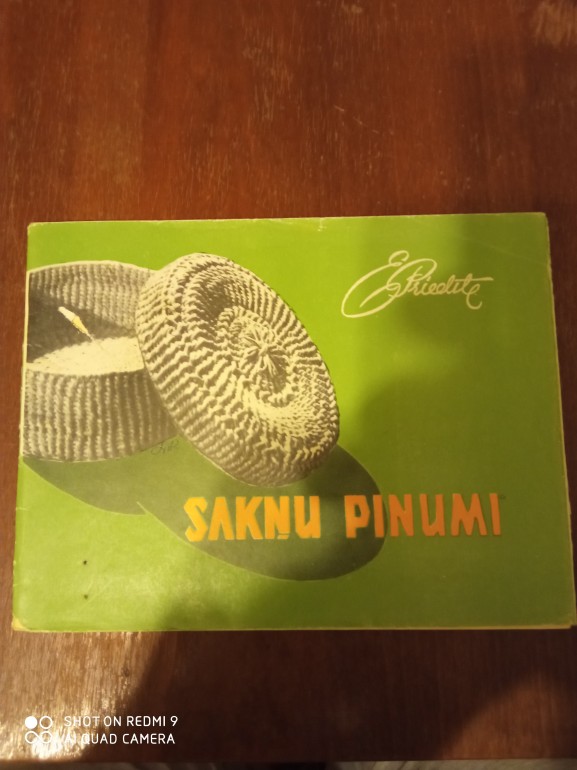 E. Priedīte
SAKŅU PINUMI
SHOT ON REDMI 9
AI QUAD CAMERA